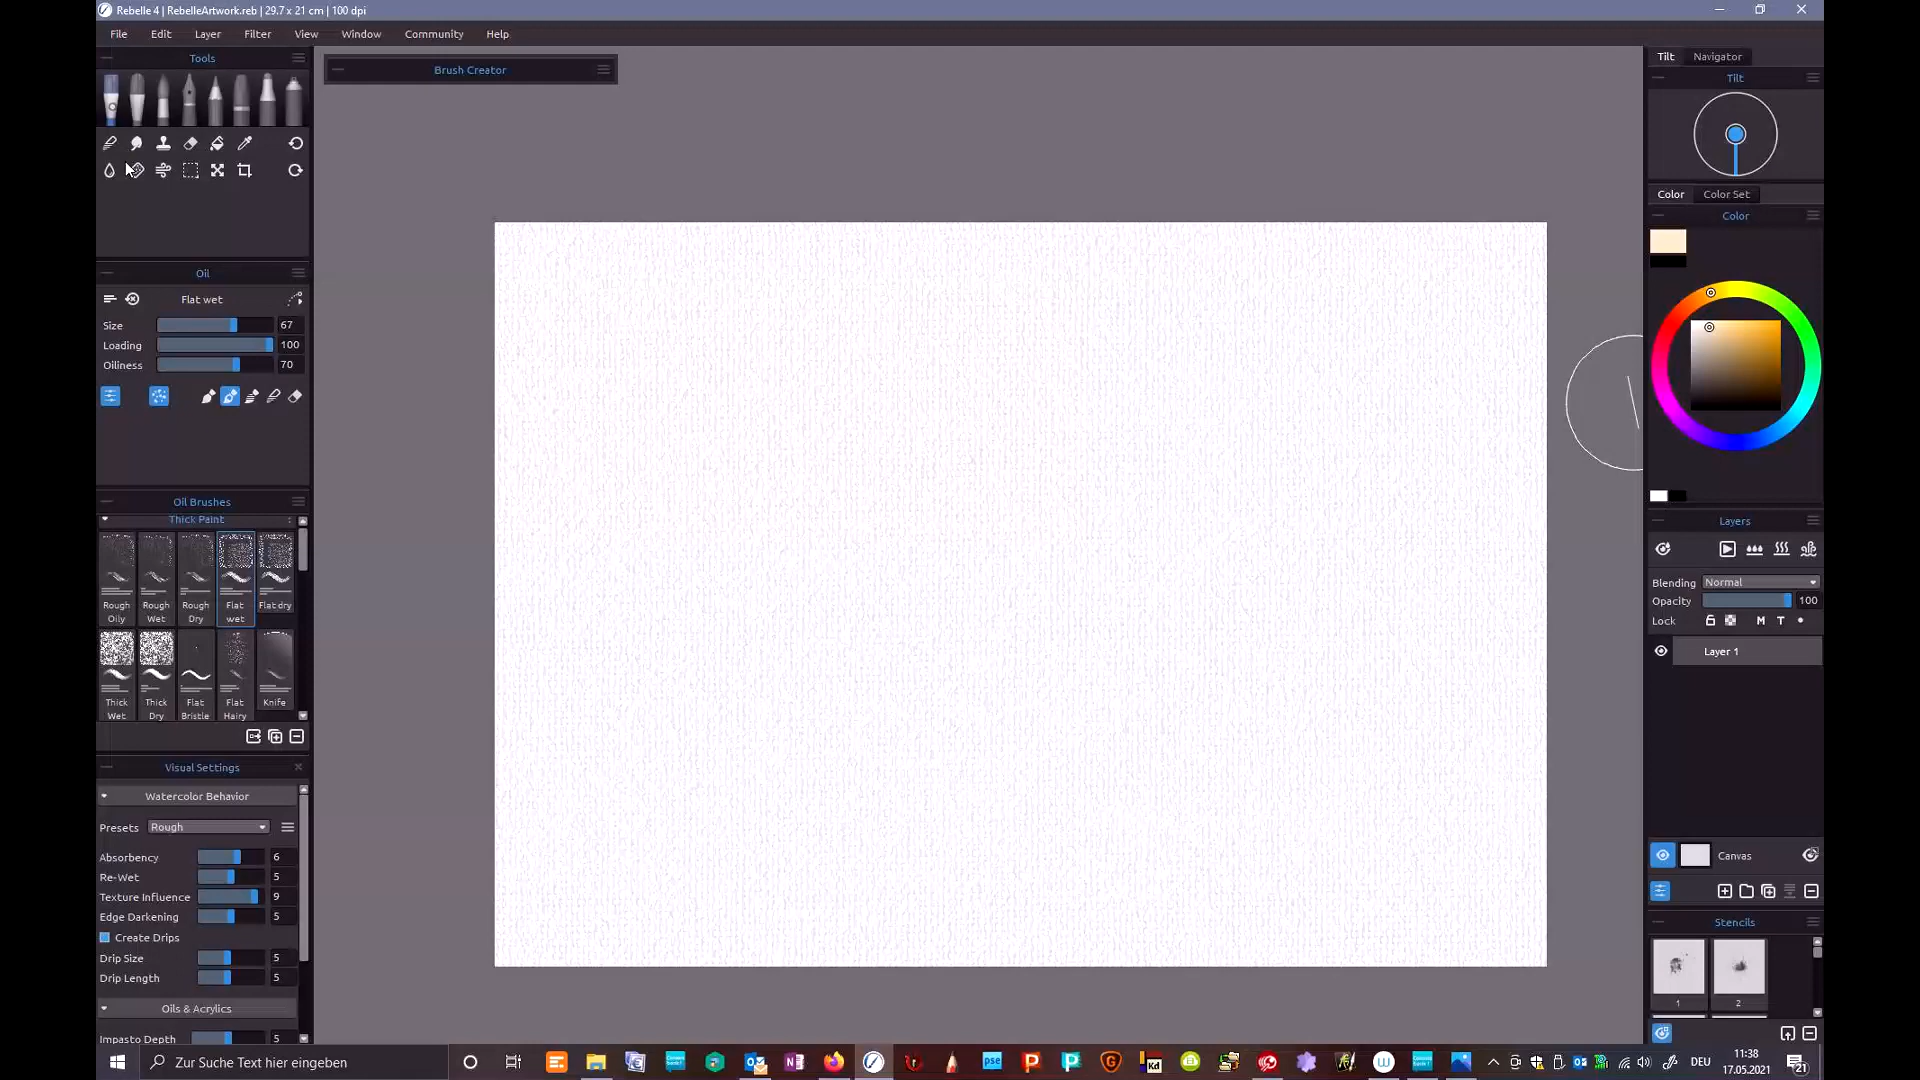 Rebelle 4 | RebelleArtwork.reb | 29.7 x 21 cm | 100 dpi
File Edit Layer Filter View Window Community Help
Tools
Brush Creator
Tilt Navigator
Tilt
Color Color Set
Color
Oil
Flat wet
Size 67
Loading 100
Oiliness 70
Oil Brushes
Thick Paint
Rough Oily
Rough Wet
Rough Dry
Flat wet
Flat dry
Thick Wet
Thick Dry
Flat Bristle
Flat Hairy
Knife
Visual Settings
Watercolor Behavior
Presets Rough
Absorbency 6
Re-Wet 5
Texture Influence 9
Edge Darkening 5
Create Drips
Drip Size 5
Drip Length 5
Oils & Acrylics
Impasto Depth 5
Layers
Blending Normal
Opacity 100
Lock M T
Layer 1
Canvas
Stencils
1 2
Zur Suche Text hier eingeben
pse
Kd
DEU
11:38
17.05.2021
21